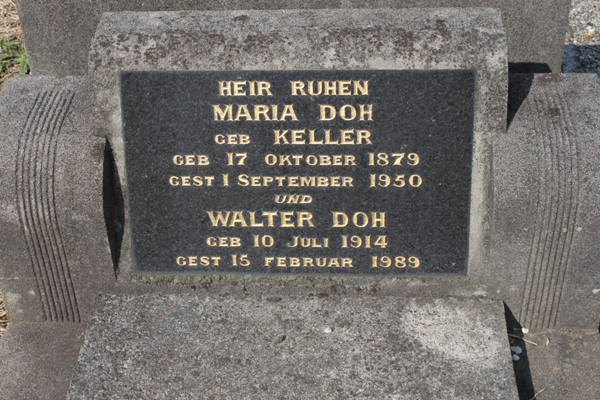 HEIR RUHEN
MARIA DOH
GEB KELLER
GEB 17 OKTOBER 1879
GEST 1 SEPTEMBER 1950
UND
WALTER DOH
GEB 10 JULI 1914
GEST 15 FEBRUAR 1989